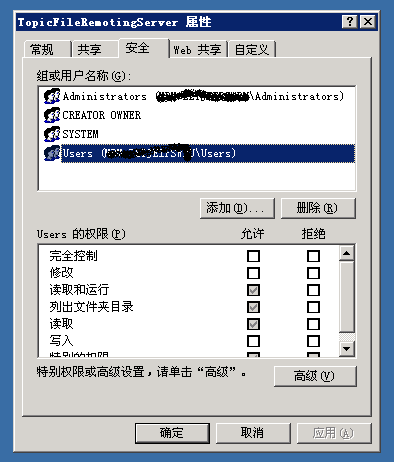 TopicFileRemotingServer 属性
常规 共享 安全 Web 共享 自定义
组或用户名称(G):
Administrators ( \Administrators)
CREATOR OWNER
SYSTEM
Users ( \Users)
添加(D)... 删除(R)
Users 的权限(P) 允许 拒绝
完全控制
修改
读取和运行
列出文件夹目录
读取
写入
特别的权限
特别权限或高级设置，请单击“高级”。
高级(V)
确定 取消 应用(A)